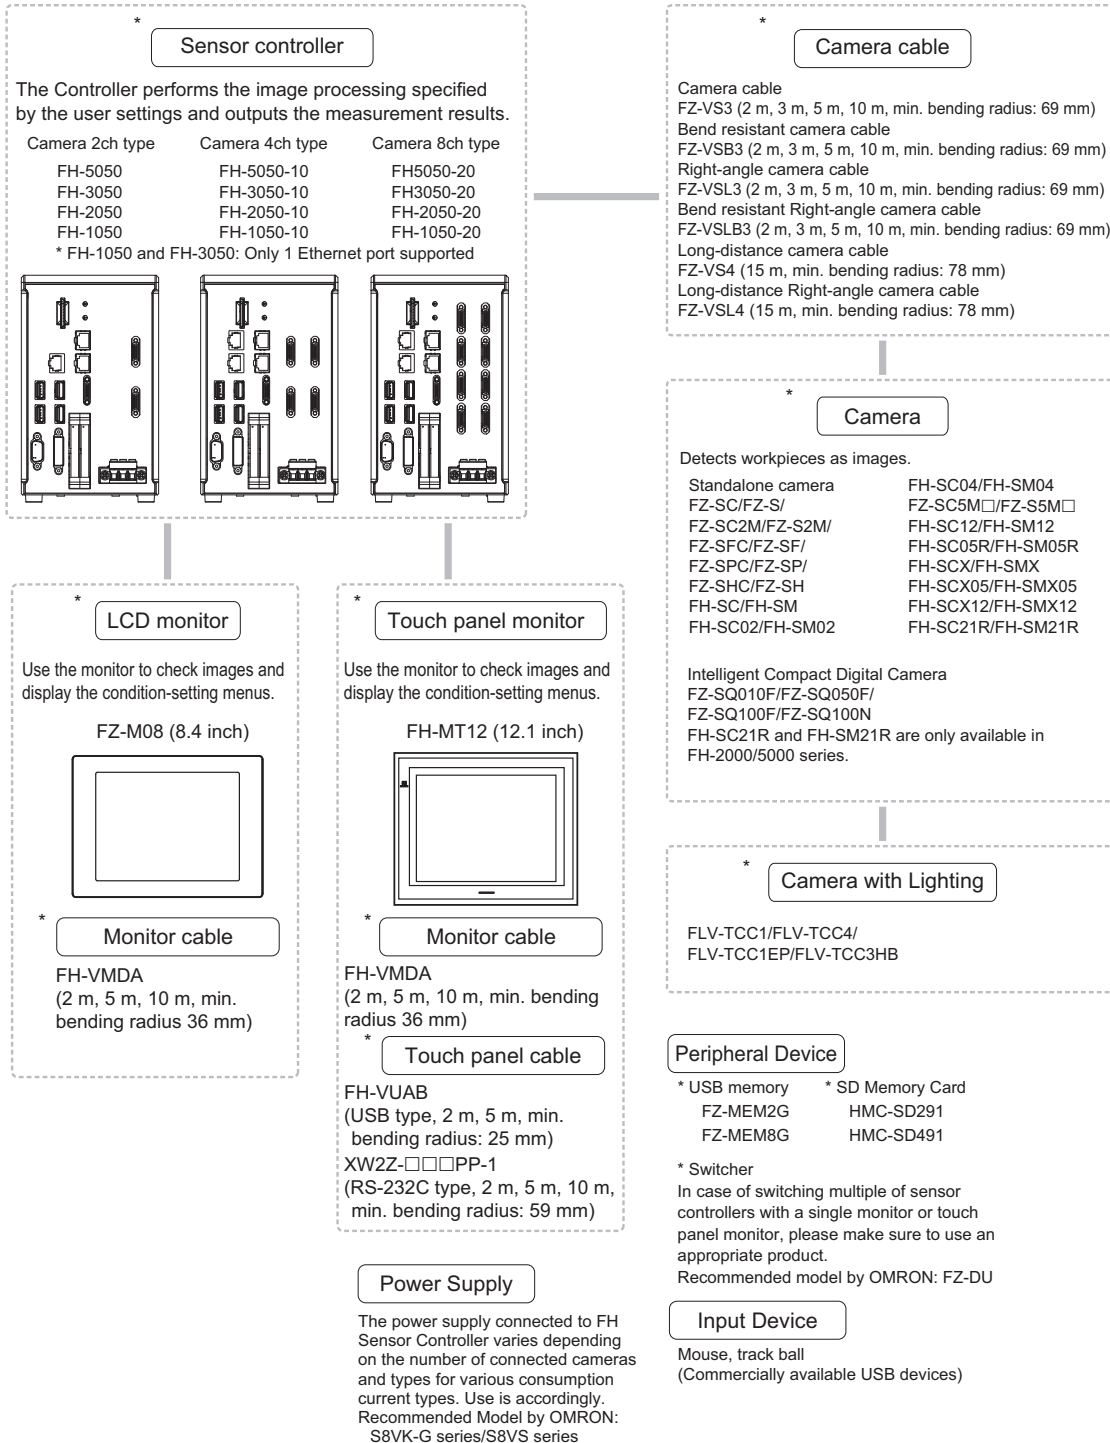 *
Sensor controller
The Controller performs the image processing specified
by the user settings and outputs the measurement results.
Camera 2ch type Camera 4ch type Camera 8ch type
FH-5050 FH-5050-10 FH5050-20
FH-3050 FH-3050-10 FH3050-20
FH-2050 FH-2050-10 FH-2050-20
FH-1050 FH-1050-10 FH-1050-20
* FH-1050 and FH-3050: Only 1 Ethernet port supported
*
LCD monitor
Use the monitor to check images and
display the condition-setting menus.
FZ-M08 (8.4 inch)
*
Monitor cable
FH-VMDA
(2 m, 5 m, 10 m, min.
bending radius 36 mm)
*
Touch panel monitor
Use the monitor to check images and
display the condition-setting menus.
FH-MT12 (12.1 inch)
*
Monitor cable
FH-VMDA
(2 m, 5 m, 10 m, min. bending
radius 36 mm)
*
Touch panel cable
FH-VUAB
(USB type, 2 m, 5 m, min.
bending radius: 25 mm)
XW2Z-□□□PP-1
(RS-232C type, 2 m, 5 m, 10 m,
min. bending radius: 59 mm)
Power Supply
The power supply connected to FH
Sensor Controller varies depending
on the number of connected cameras
and types for various consumption
current types. Use is accordingly.
Recommended Model by OMRON:
S8VK-G series/S8VS series
*
Camera cable
Camera cable
FZ-VS3 (2 m, 3 m, 5 m, 10 m, min. bending radius: 69 mm)
Bend resistant camera cable
FZ-VSB3 (2 m, 3 m, 5 m, 10 m, min. bending radius: 69 mm)
Right-angle camera cable
FZ-VSL3 (2 m, 3 m, 5 m, 10 m, min. bending radius: 69 mm)
Bend resistant Right-angle camera cable
FZ-VSLB3 (2 m, 3 m, 5 m, 10 m, min. bending radius: 69 mm)
Long-distance camera cable
FZ-VS4 (15 m, min. bending radius: 78 mm)
Long-distance Right-angle camera cable
FZ-VSL4 (15 m, min. bending radius: 78 mm)
*
Camera
Detects workpieces as images.
Standalone camera FH-SC04/FH-SM04
FZ-SC/FZ-S/ FZ-SC5M□/FZ-S5M□
FZ-SC2M/FZ-S2M/ FH-SC12/FH-SM12
FZ-SFC/FZ-SF/ FH-SC05R/FH-SM05R
FZ-SPC/FZ-SP/ FH-SCX/FH-SMX
FZ-SHC/FZ-SH FH-SCX05/FH-SMX05
FH-SC/FH-SM FH-SCX12/FH-SMX12
FH-SC02/FH-SM02 FH-SC21R/FH-SM21R
Intelligent Compact Digital Camera
FZ-SQ010F/FZ-SQ050F/
FZ-SQ100F/FZ-SQ100N
FH-SC21R and FH-SM21R are only available in
FH-2000/5000 series.
*
Camera with Lighting
FLV-TCC1/FLV-TCC4/
FLV-TCC1EP/FLV-TCC3HB
Peripheral Device
* USB memory * SD Memory Card
FZ-MEM2G HMC-SD291
FZ-MEM8G HMC-SD491
* Switcher
In case of switching multiple of sensor
controllers with a single monitor or touch
panel monitor, please make sure to use an
appropriate product.
Recommended model by OMRON: FZ-DU
Input Device
Mouse, track ball
(Commercially available USB devices)